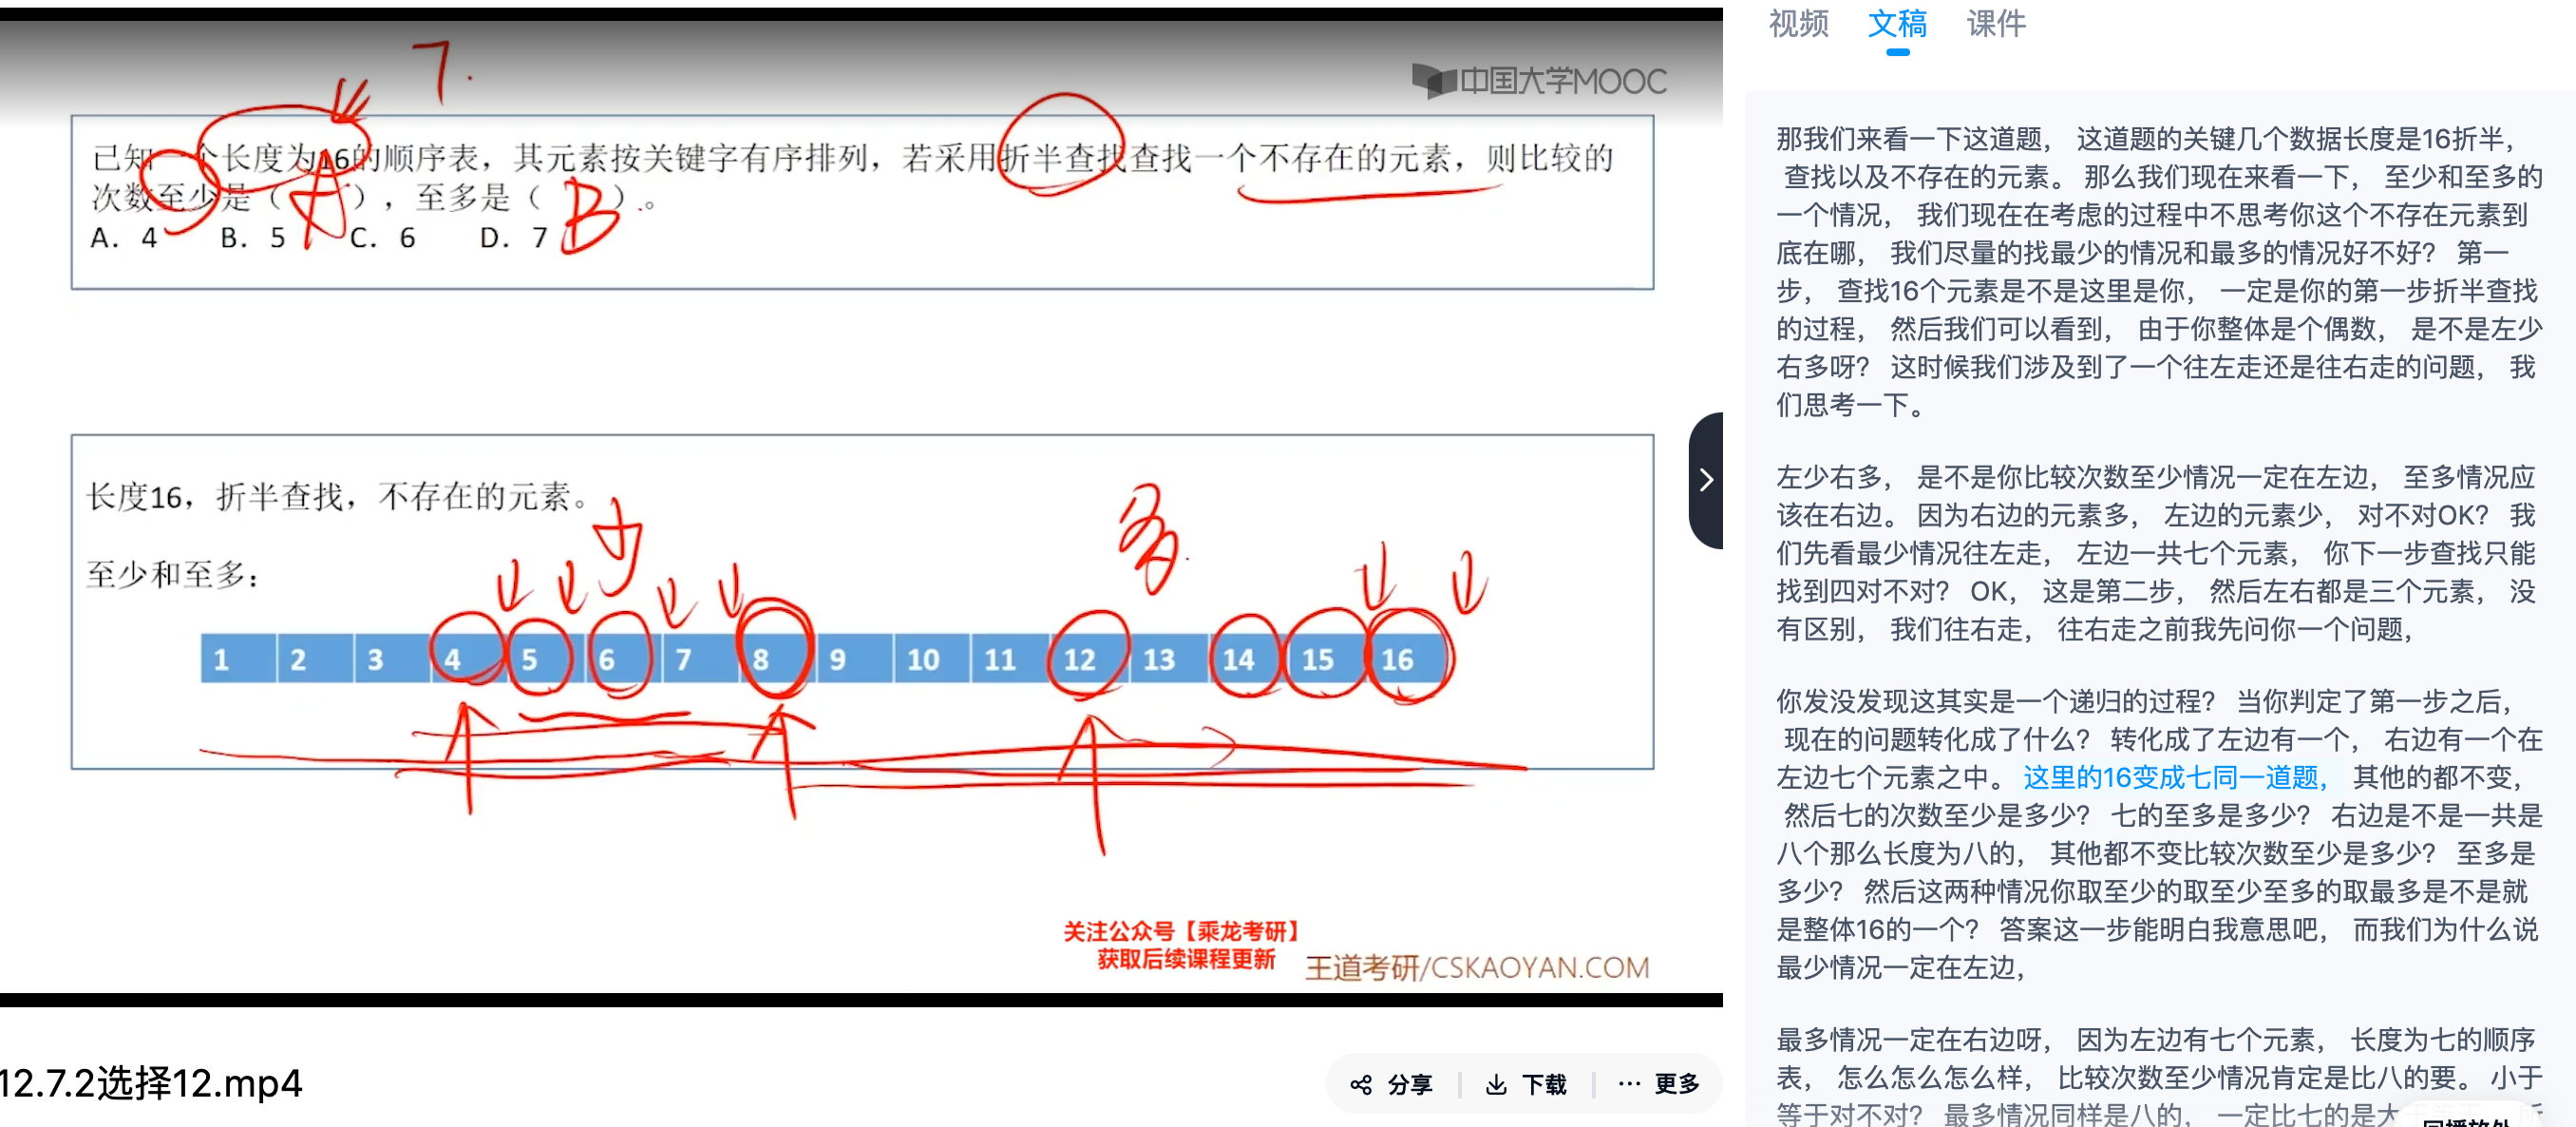 视频 文稿 课件
7.
中国大学MOOC
已知一个长度为16的顺序表，其元素按关键字有序排列，若采用折半查找查找一个不存在的元素，则比较的
次数至少是（ A ），至多是（ B ）。
A. 4 B. 5 C. 6 D. 7
长度16，折半查找，不存在的元素。
少 多
至少和至多：
1 2 3 4 5 6 7 8 9 10 11 12 13 14 15 16
关注公众号【乘龙考研】
获取后续课程更新
王道考研/CSKAOYAN.COM
12.7.2选择12.mp4
分享 下载 更多
那我们来看一下这道题， 这道题的关键几个数据长度是16折半，
查找以及不存在的元素。 那么我们现在来看一下， 至少和至多的
一个情况， 我们现在在考虑的过程中不思考你这个不存在元素到
底在哪， 我们尽量的找最少的情况和最多的情况好不好? 第一
步， 查找16个元素是不是这里是你， 一定是你的第一步折半查找
的过程， 然后我们可以看到， 由于你整体是个偶数， 是不是左少
右多呀? 这时候我们涉及到了一个往左走还是往右走的问题， 我
们思考一下。
左少右多， 是不是你比较次数至少情况一定在左边， 至多情况应
该在右边。 因为右边的元素多， 左边的元素少， 对不对OK? 我
们先看最少情况往左走， 左边一共七个元素， 你下一步查找只能
找到四对不对? OK， 这是第二步， 然后左右都是三个元素， 没
有区别， 我们往右走， 往右走之前我先问你一个问题，
你发没发现这其实是一个递归的过程? 当你判定了第一步之后，
现在的问题转化成了什么? 转化成了左边有一个， 右边有一个在
左边七个元素之中。 这里的16变成七同一道题， 其他的都不变，
然后七的次数至少是多少? 七的至多是多少? 右边是不是一共是
八个那么长度为八的， 其他都不变比较次数至少是多少? 至多是
多少? 然后这两种情况你取至少的取至少至多的取最多是不是就
是整体16的一个? 答案这一步能明白我意思吧， 而我们为什么说
最少情况一定在左边，
最多情况一定在右边呀， 因为左边有七个元素， 长度为七的顺序
表， 怎么怎么怎么样， 比较次数至少情况肯定是比八的要。 小于
等于对不对? 最多情况同样是八的， 一定比七的是大